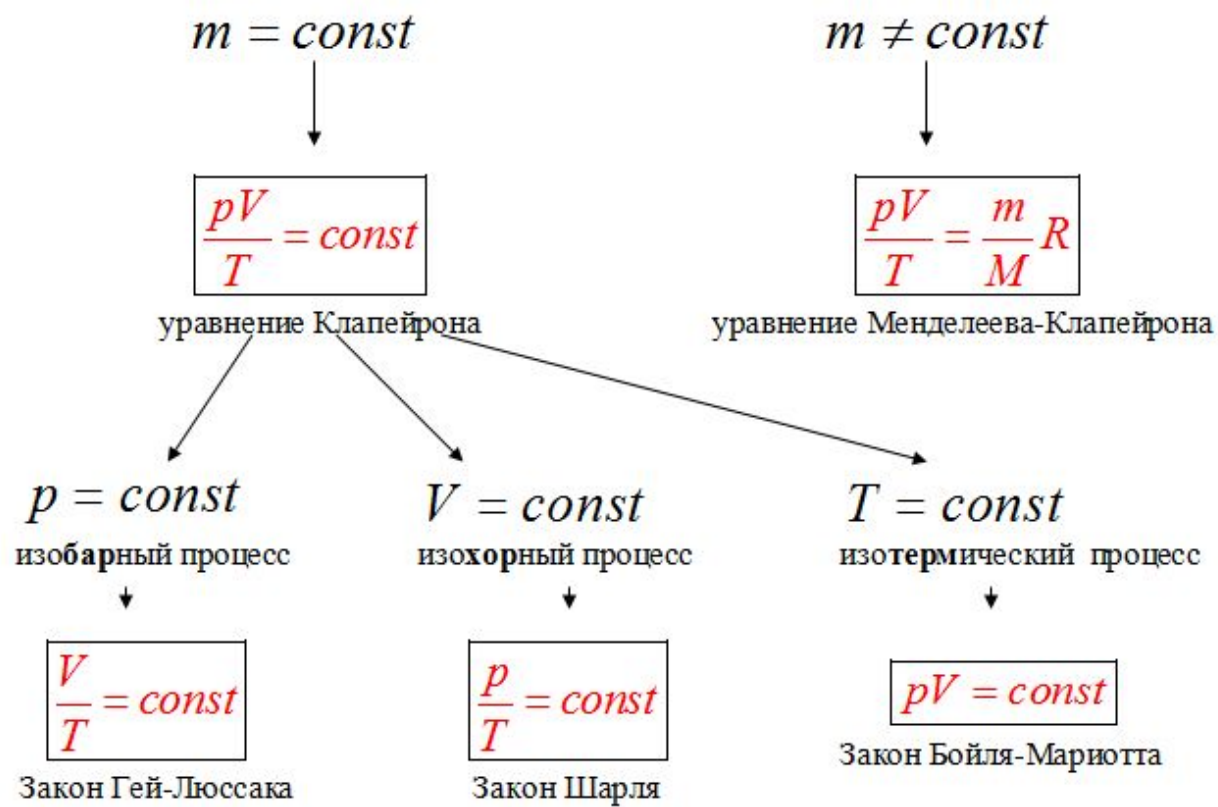 m = const
m ≠ const
pV/T = const
pV/T = m/M R
уравнение Клапейрона
уравнение Менделеева-Клапейрона
p = const
V = const
T = const
изобарный процесс
изохорный процесс
изотермический процесс
V/T = const
p/T = const
pV = const
Закон Гей-Люссака
Закон Шарля
Закон Бойля-Мариотта